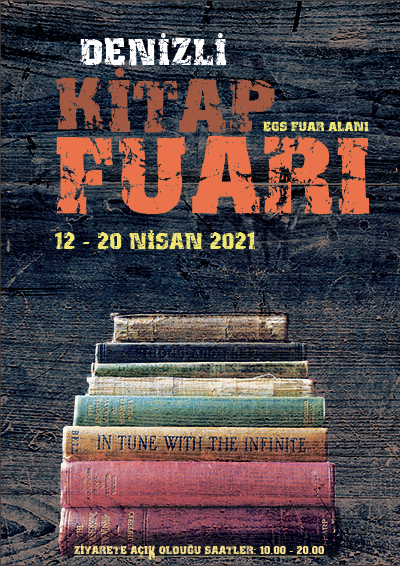 DENİZLİ
KİTAP
EGS FUAR ALANI
FUARI
12 - 20 NİSAN 2021
IN TUNE WITH THE INFINITE
ZİYARETE AÇIK OLDUĞU SAATLER: 10.00 - 20.00